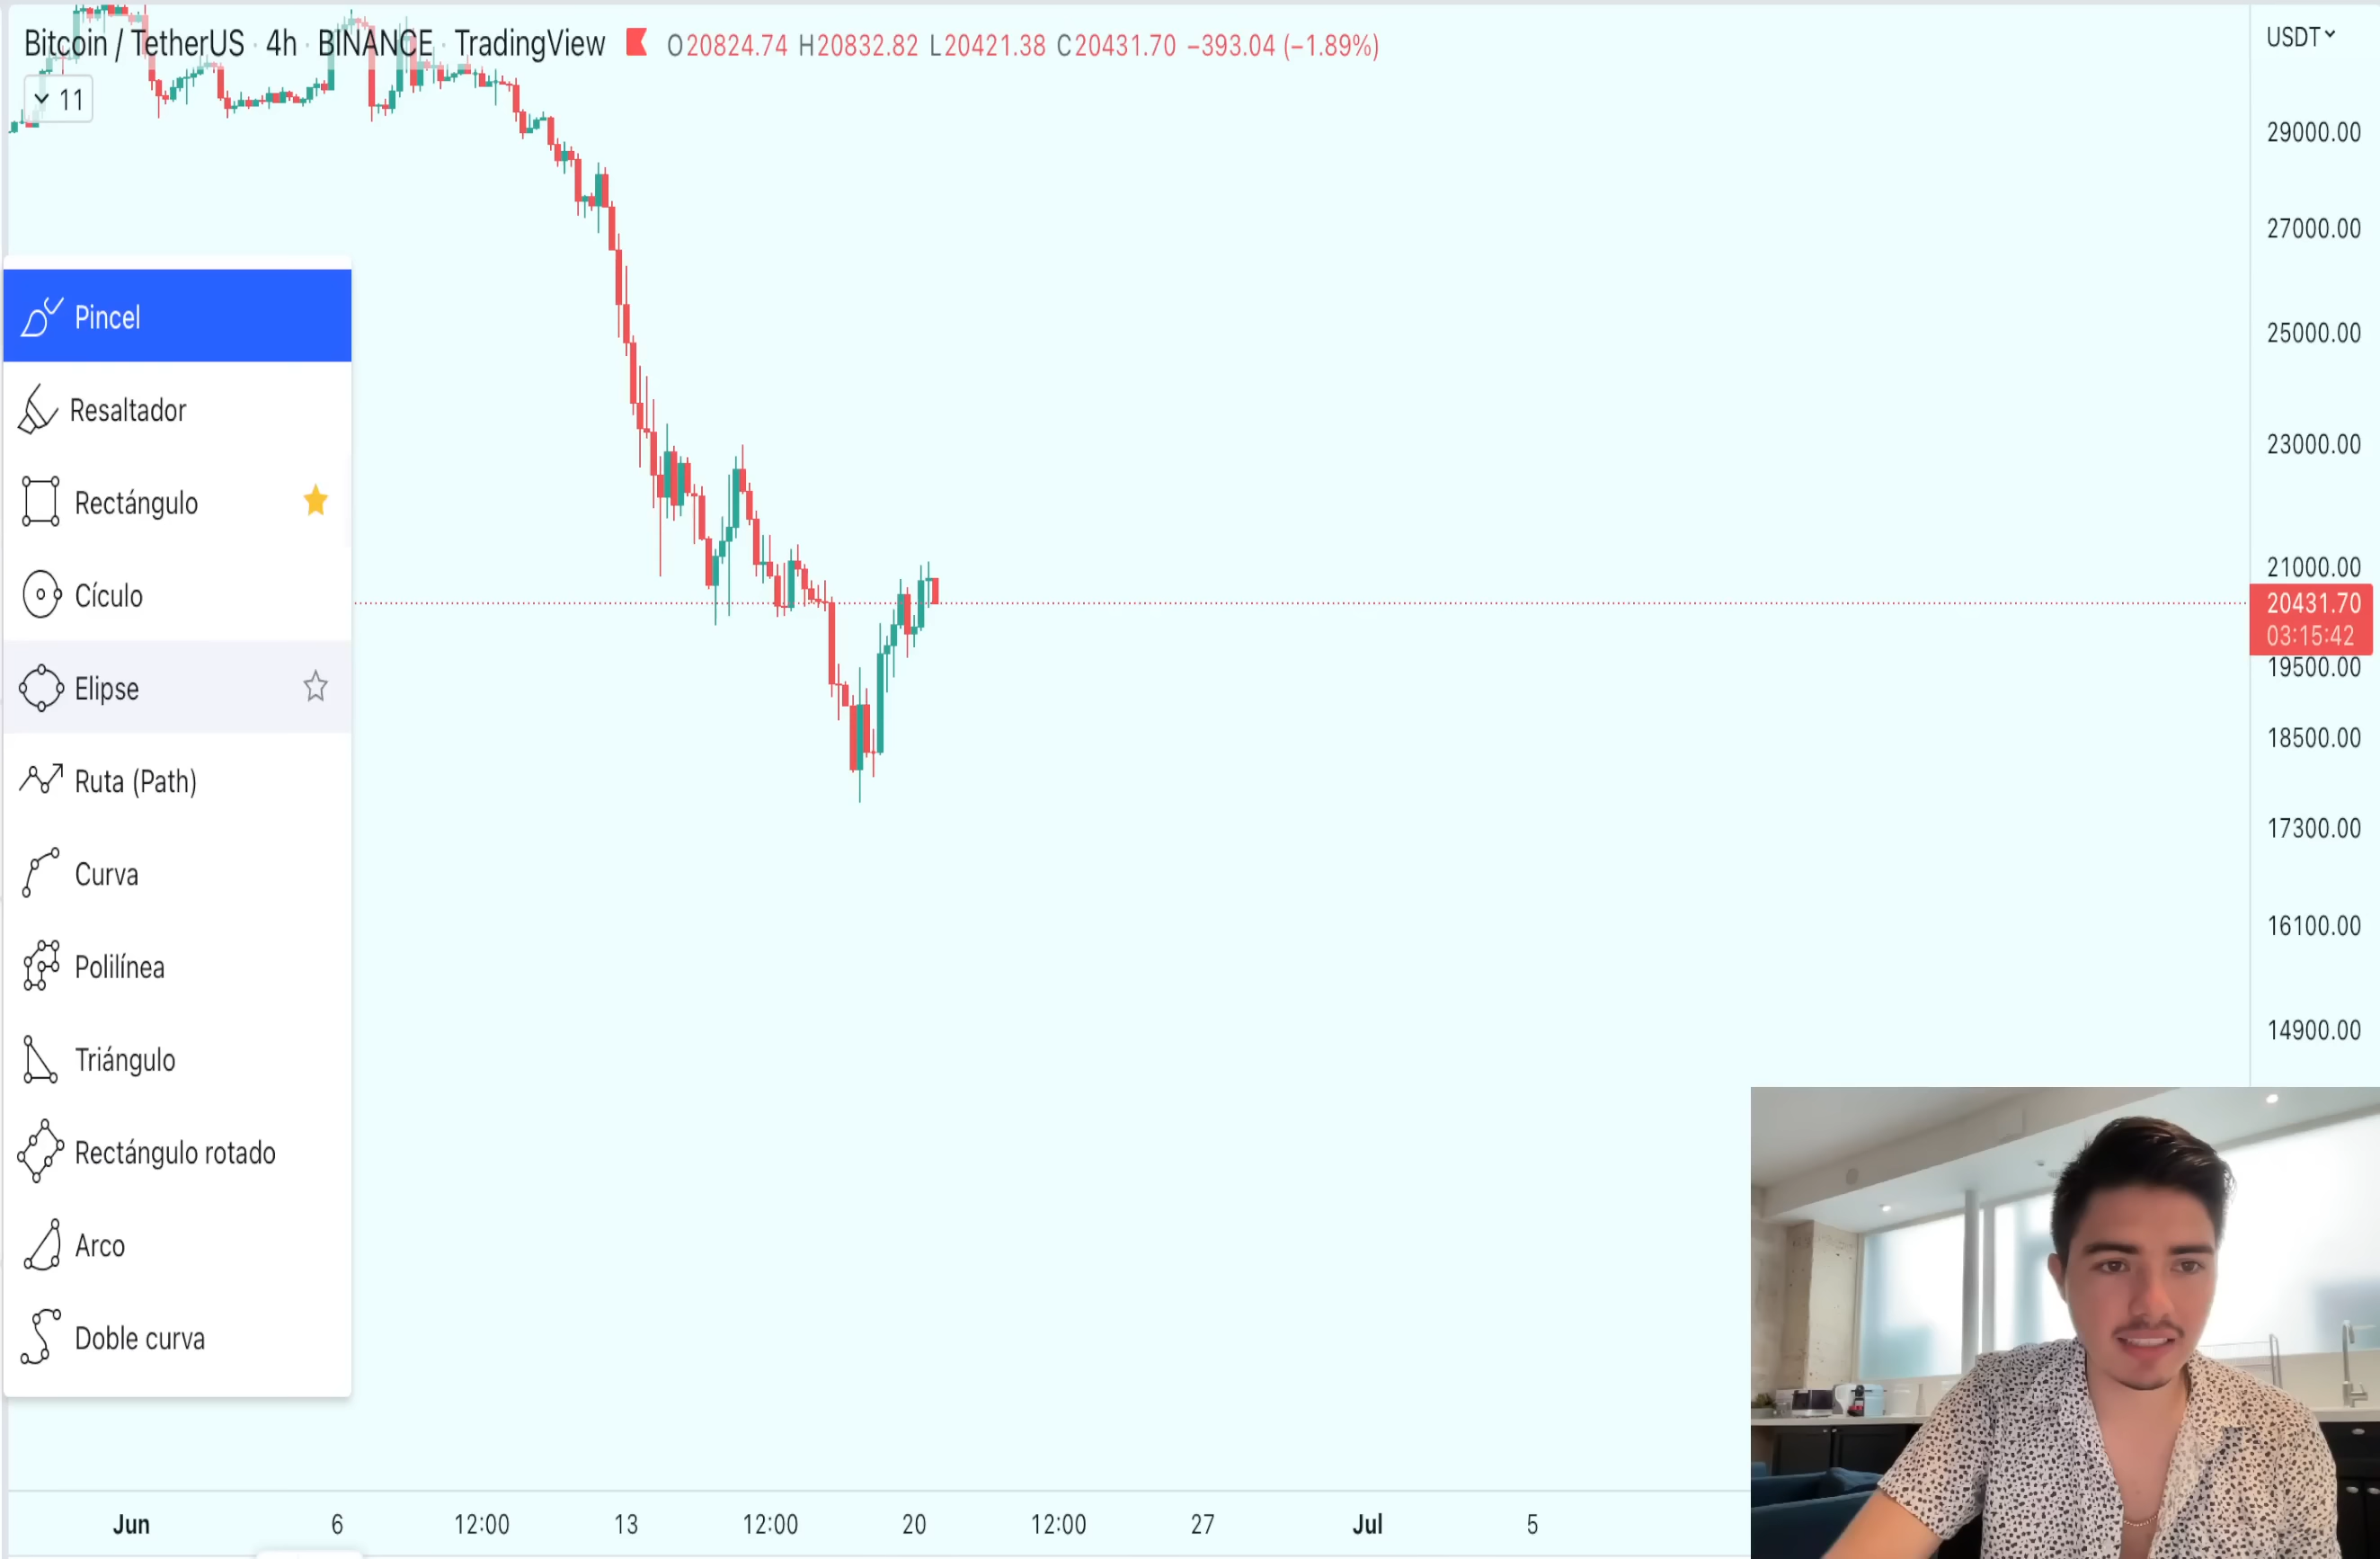 Bitcoin / TetherUS · 4h · BINANCE · TradingView O20824.74 H20832.82 L20421.38 C20431.70 −393.04 (−1.89%)
11
USDT
29000.00
27000.00
25000.00
23000.00
21000.00
20431.70
03:15:42
19500.00
18500.00
17300.00
16100.00
14900.00
Pincel
Resaltador
Rectángulo
Cículo
Elipse
Ruta (Path)
Curva
Polilínea
Triángulo
Rectángulo rotado
Arco
Doble curva
Jun 6 12:00 13 12:00 20 12:00 27 Jul 5